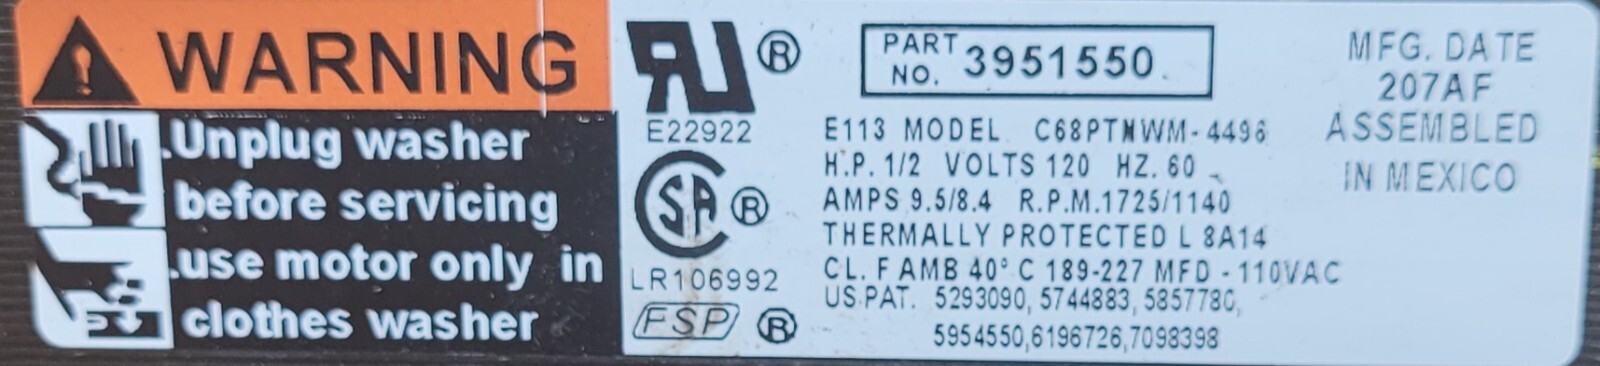 WARNING
.Unplug washer
before servicing
.use motor only in
clothes washer
RU ®
E22922
SA ®
LR106992
FSP ®
PART
NO. 3951550
E113 MODEL C68PTMWM-4496
H.P. 1/2 VOLTS 120 HZ. 60
AMPS 9.5/8.4 R.P.M.1725/1140
THERMALLY PROTECTED L 8A14
CL. F AMB 40° C 189-227 MFD - 110VAC
US.PAT. 5293090, 5744883, 5857780,
5954550,6196726,7098398
MFG. DATE
207AF
ASSEMBLED
IN MEXICO